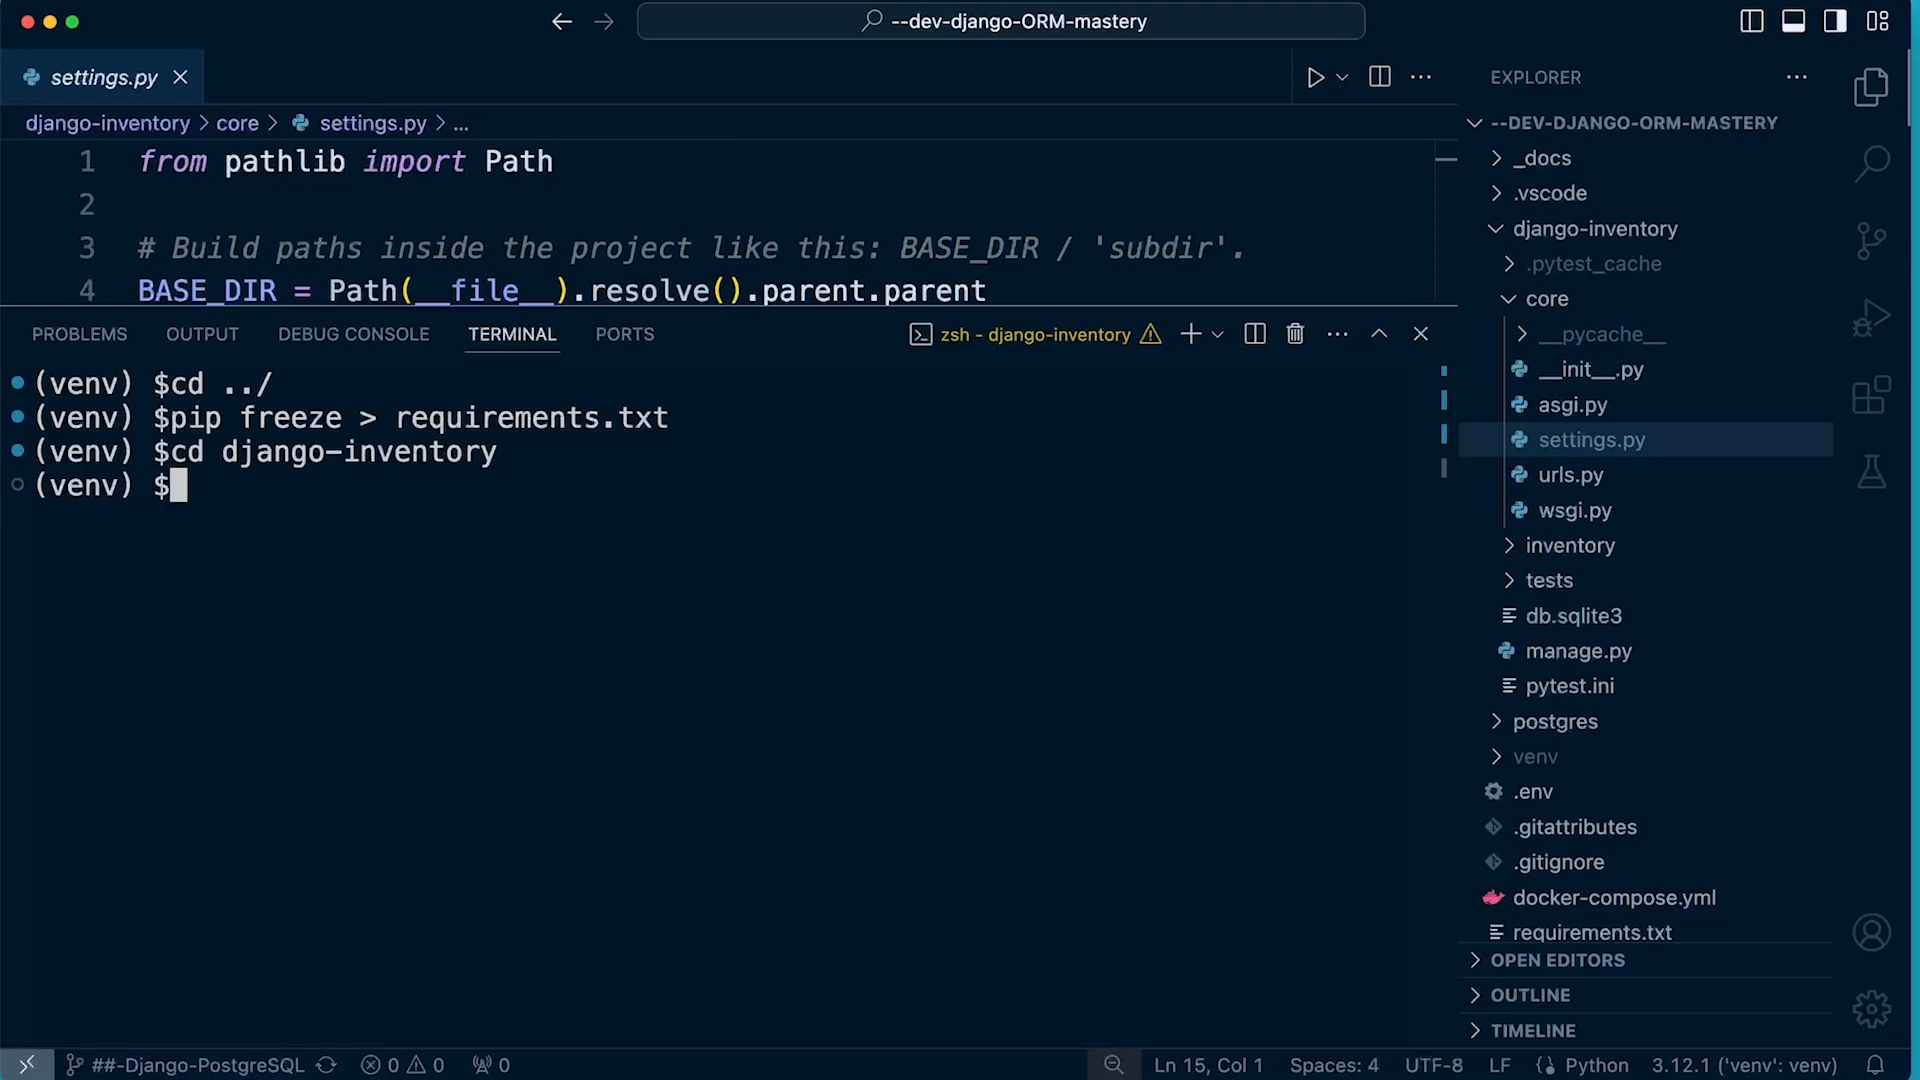 --dev-django-ORM-mastery
settings.py
django-inventory > core > settings.py > ...
1 from pathlib import Path
2
3 # Build paths inside the project like this: BASE_DIR / 'subdir'.
4 BASE_DIR = Path(__file__).resolve().parent.parent
PROBLEMS OUTPUT DEBUG CONSOLE TERMINAL PORTS
zsh - django-inventory
(venv) $cd ../
(venv) $pip freeze > requirements.txt
(venv) $cd django-inventory
(venv) $
EXPLORER
--DEV-DJANGO-ORM-MASTERY
_docs
.vscode
django-inventory
.pytest_cache
core
__pycache__
__init__.py
asgi.py
settings.py
urls.py
wsgi.py
inventory
tests
db.sqlite3
manage.py
pytest.ini
postgres
venv
.env
.gitattributes
.gitignore
docker-compose.yml
requirements.txt
OPEN EDITORS
OUTLINE
TIMELINE
##-Django-PostgreSQL 0 0 0 Ln 15, Col 1 Spaces: 4 UTF-8 LF Python 3.12.1 ('venv': venv)